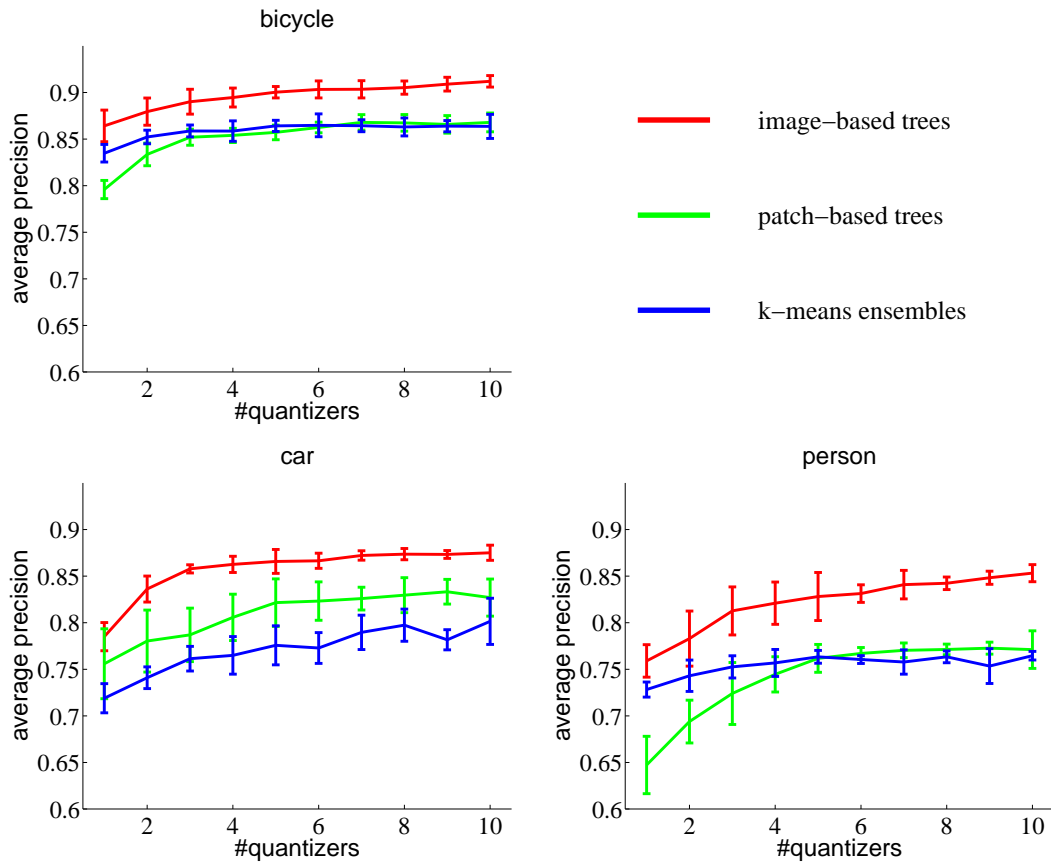 bicycle
average precision
0.9
0.85
0.8
0.75
0.7
0.65
0.6
2 4 6 8 10
#quantizers
image−based trees
patch−based trees
k−means ensembles
car
average precision
0.9
0.85
0.8
0.75
0.7
0.65
0.6
2 4 6 8 10
#quantizers
person
average precision
0.9
0.85
0.8
0.75
0.7
0.65
0.6
2 4 6 8 10
#quantizers